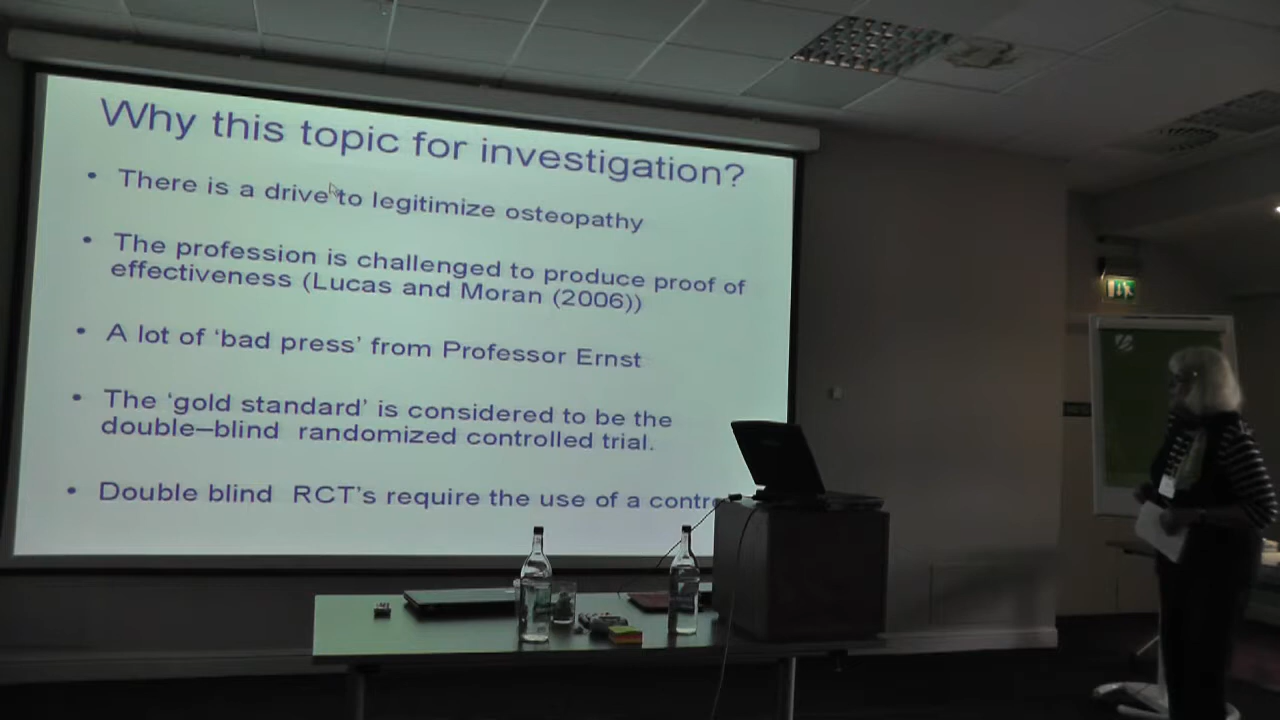 Why this topic for investigation?
• There is a drive to legitimize osteopathy
• The profession is challenged to produce proof of
effectiveness (Lucas and Moran (2006))
• A lot of ‘bad press’ from Professor Ernst
• The ‘gold standard’ is considered to be the
double–blind randomized controlled trial.
• Double blind RCT's require the use of a